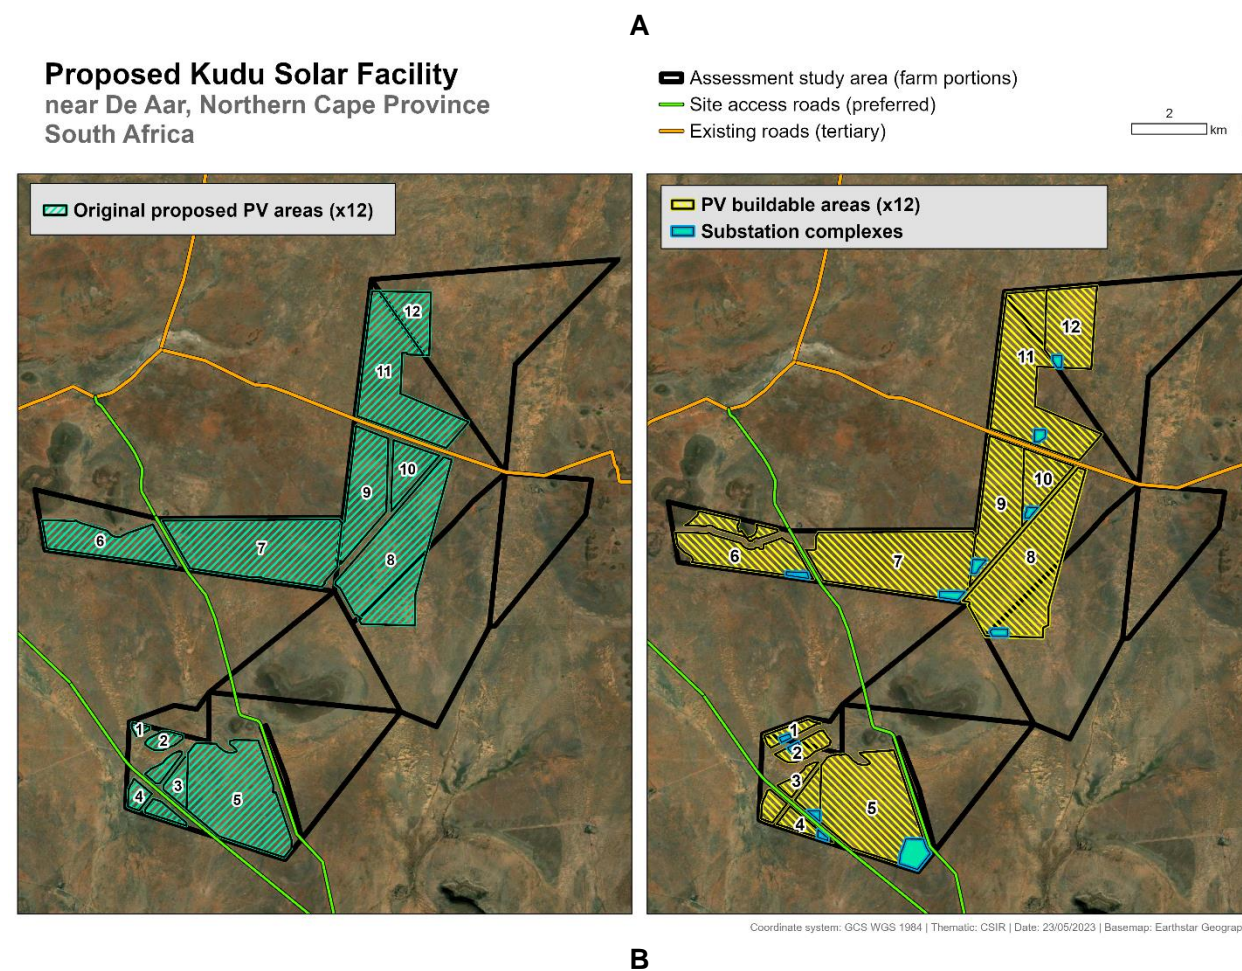 A
Proposed Kudu Solar Facility
near De Aar, Northern Cape Province
South Africa
Assessment study area (farm portions)
Site access roads (preferred)
Existing roads (tertiary)
2
km
Original proposed PV areas (x12)
12
11
10
9
8
7
6
1
2
3
4
5
PV buildable areas (x12)
Substation complexes
12
11
10
9
8
7
6
1
2
3
4
5
Coordinate system: GCS WGS 1984 | Thematic: CSIR | Date: 23/05/2023 | Basemap: Earthstar Geograp
B